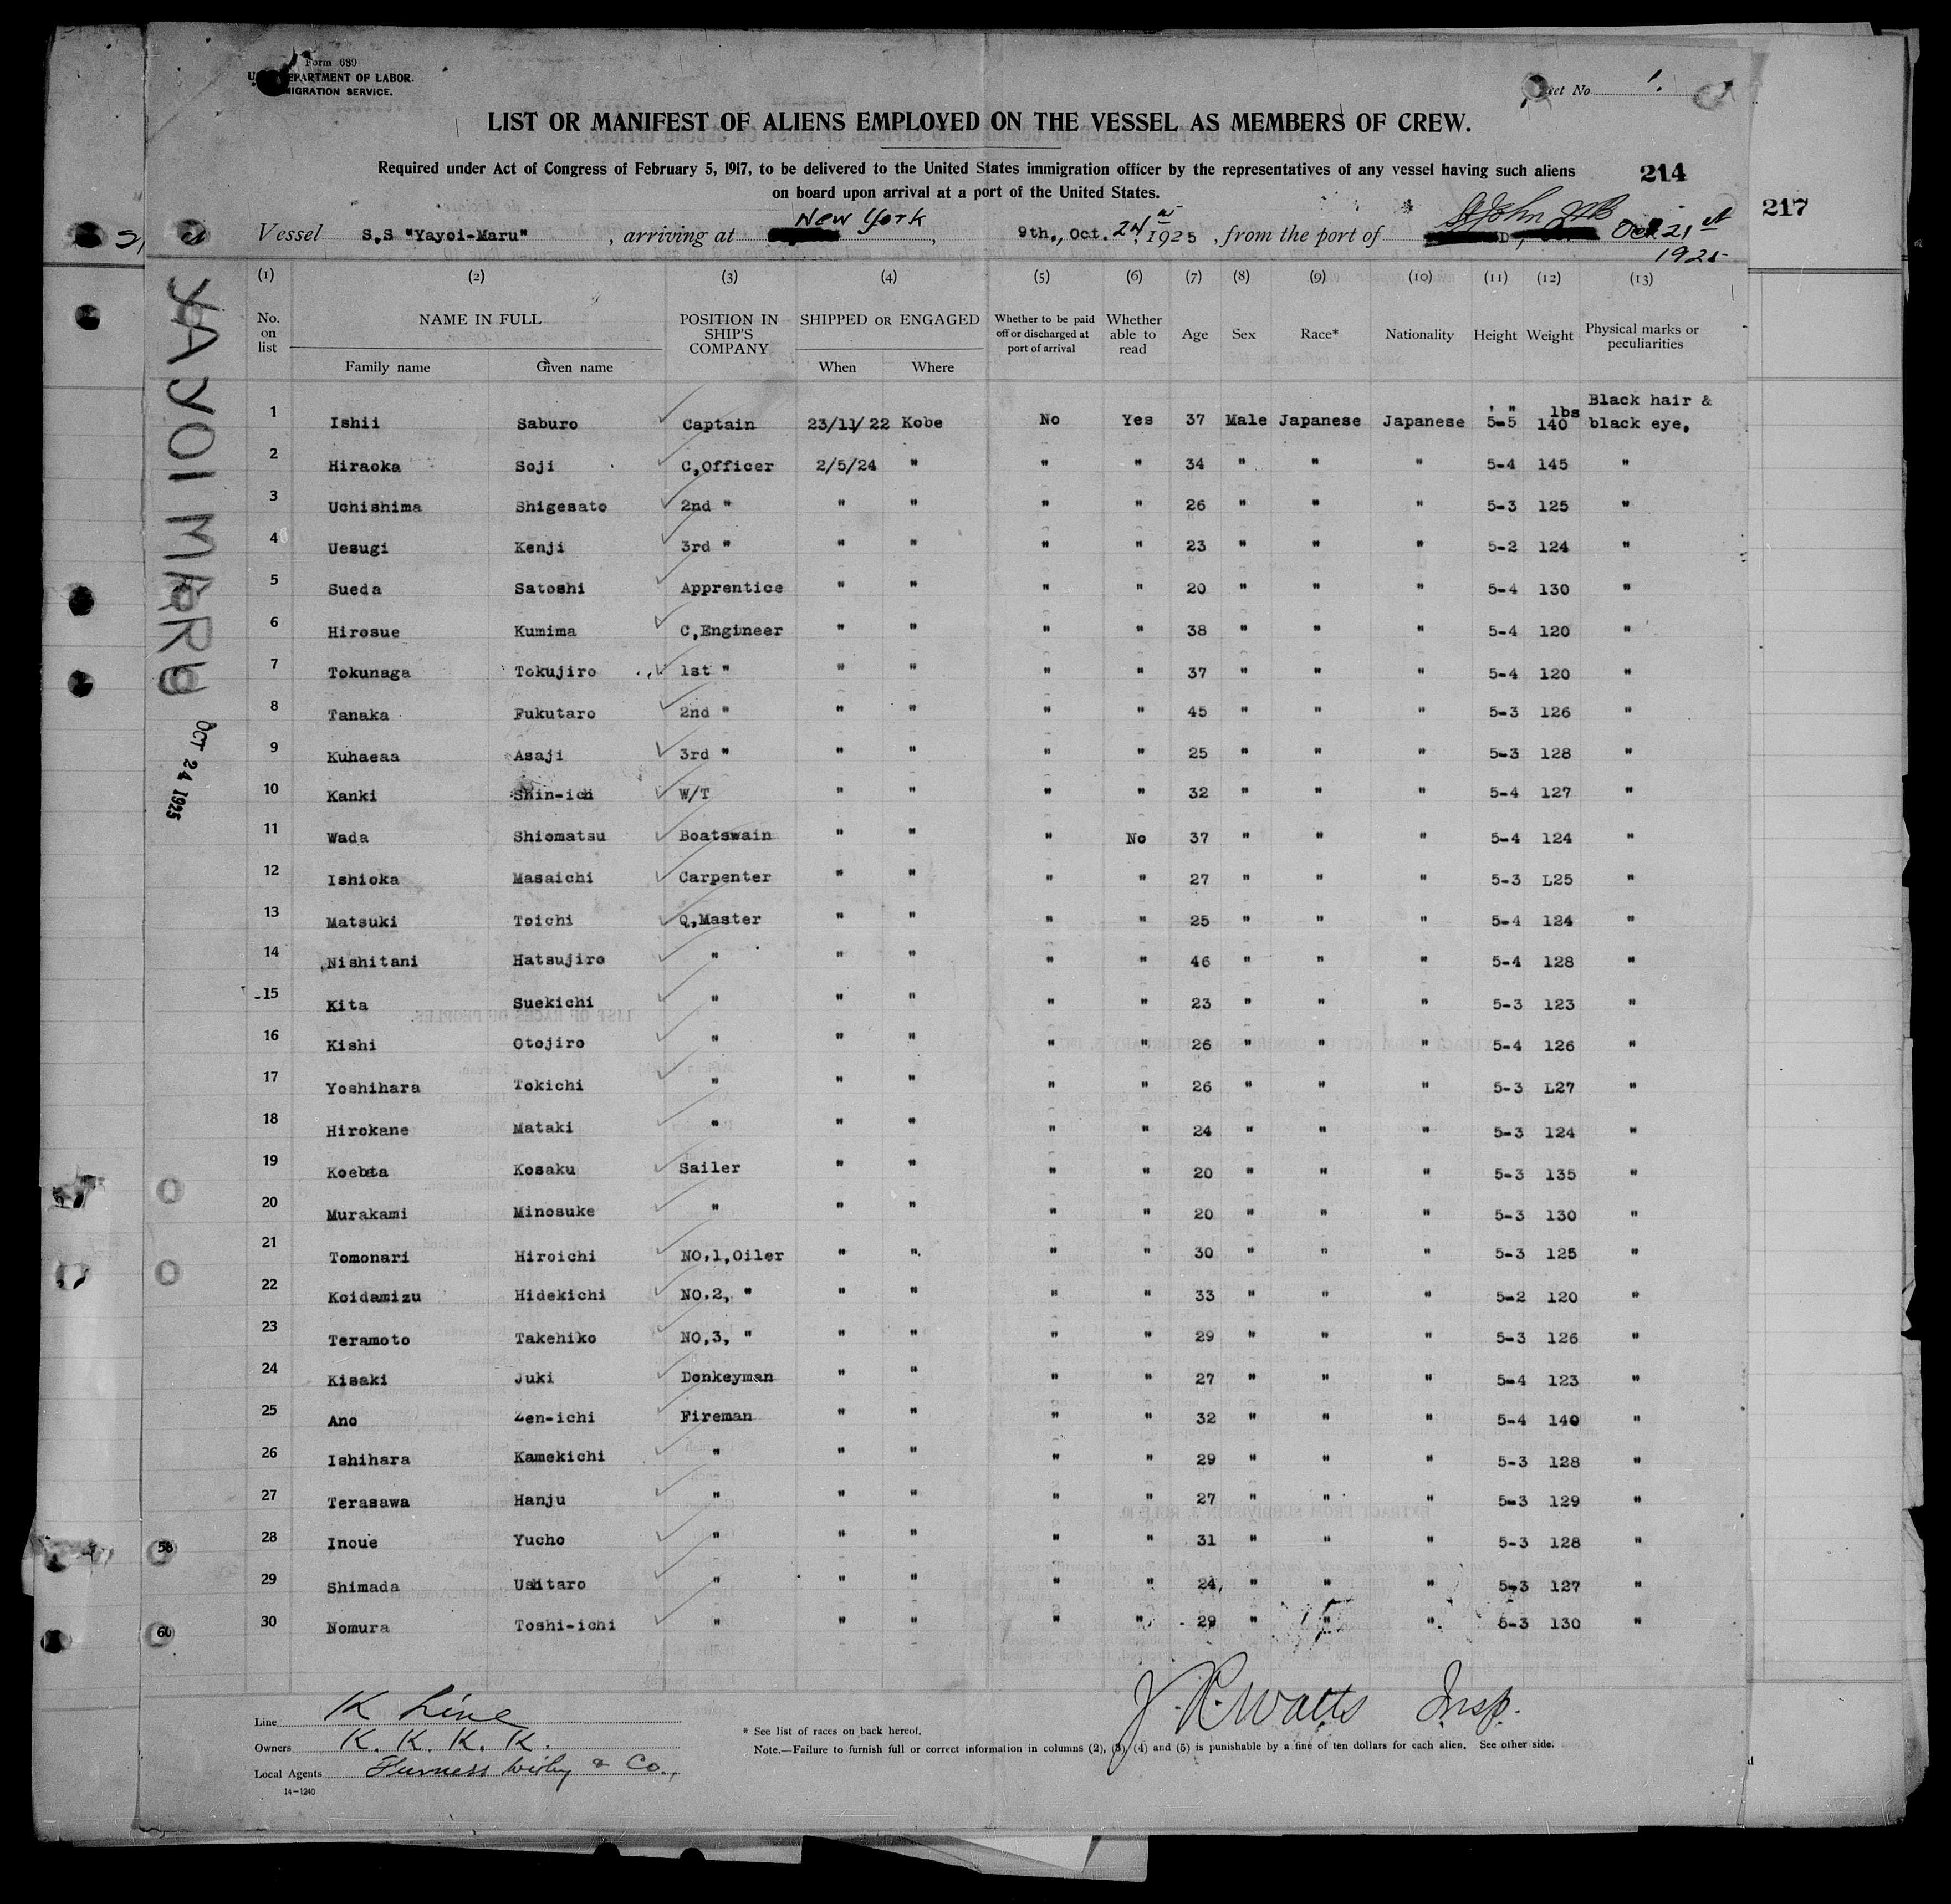 Form 689
U. S. DEPARTMENT OF LABOR.
IMMIGRATION SERVICE.
Sheet No 1.
LIST OR MANIFEST OF ALIENS EMPLOYED ON THE VESSEL AS MEMBERS OF CREW.
Required under Act of Congress of February 5, 1917, to be delivered to the United States immigration officer by the representatives of any vessel having such aliens
on board upon arrival at a port of the United States.
214
217
Vessel S,S "Yayoi-Maru", arriving at New York, 9th., Oct. 24 1925, from the port of St John NB Oct 21st
1925
YAYOI MARU
OCT 24 1925
(1) (2) (3) (4) (5) (6) (7) (8) (9) (10) (11) (12) (13)
No. on list NAME IN FULL POSITION IN SHIP'S COMPANY SHIPPED OR ENGAGED Whether to be paid off or discharged at port of arrival Whether able to read Age Sex Race* Nationality Height Weight Physical marks or peculiarities
Family name Given name When Where
1 Ishii Saburo Captain 23/11/22 Kobe No Yes 37 Male Japanese Japanese 5-5 140 lbs Black hair & black eye,
2 Hiraoka Soji C,Officer 2/5/24 " " " 34 " " " 5-4 145 "
3 Uchishima Shigesato 2nd " " " " " 26 " " " 5-3 125 "
4 Uesugi Kenji 3rd " " " " " 23 " " " 5-2 124 "
5 Sueda Satoshi Apprentice " " " " 20 " " " 5-4 130 "
6 Hirosue Kumima C,Engineer " " " " 38 " " " 5-4 120 "
7 Tokunaga Tokujiro 1st " " " " " 37 " " " 5-4 120 "
8 Tanaka Fukutaro 2nd " " " " " 45 " " " 5-3 126 "
9 Kuhaeaa Asaji 3rd " " " " " 25 " " " 5-3 128 "
10 Kanki Shin-ich W/T " " " " 32 " " " 5-4 127 "
11 Wada Shiomatsu Boatswain " " " No 37 " " " 5-4 124 "
12 Ishioka Masaichi Carpenter " " " " 27 " " " 5-3 L25 "
13 Matsuki Toichi Q,Master " " " " 25 " " " 5-4 124 "
14 Nishitani Hatsujiro " " " " " 46 " " " 5-4 128 "
15 Kita Suekichi " " " " " 23 " " " 5-3 123 "
16 Kishi Otojiro " " " " " 26 " " " 5-4 126 "
17 Yoshihara Tokichi " " " " " 26 " " " 5-3 L27 "
18 Hirokane Mataki " " " " " 24 " " " 5-3 124 "
19 Koebta Kosaku Sailer " " " " 20 " " " 5-3 135 "
20 Murakami Minosuke " " " " " 20 " " " 5-3 130 "
21 Tomonari Hiroichi NO.1,Oiler " " " " 30 " " " 5-3 125 "
22 Koidamizu Hidekichi NO.2, " " " " " 33 " " " 5-2 120 "
23 Teramoto Takehiko NO,3, " " " " " 29 " " " 5-3 126 "
24 Kisaki Juki Donkeyman " " " " 27 " " " 5-4 123 "
25 Ano Zen-ichi Fireman " " " " 32 " " " 5-4 140 "
26 Ishihara Kamekichi " " " " " 29 " " " 5-3 128 "
27 Terasawa Hanju " " " " " 27 " " " 5-3 129 "
28 Inoue Yucho " " " " " 31 " " " 5-3 128 "
29 Shimada Ushitaro " " " " " 24, " " " 5-3 127 "
30 Nomura Toshi-ichi " " " " " 29 " " " 5-3 130 "
58
60
J. R. Watts Insp.
Line K Line
Owners K. K. K. K.
Local Agents Furness Withy & Co.,
14-1240
* See list of races on back hereof.
Note.—Failure to furnish full or correct information in columns (2), (3), (4) and (5) is punishable by a fine of ten dollars for each alien. See other side.